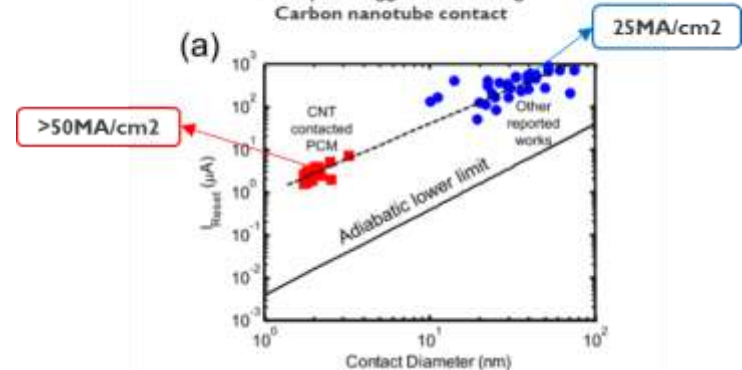 Carbon nanotube contact
25MA/cm2
(a)
>50MA/cm2
CNT
contacted
PCM
Other
reported
works
Adiabatic lower limit
I_Reset (µA)
10³
10²
10¹
10⁰
10⁻¹
10⁻²
10⁻³
10⁰
10¹
10²
Contact Diameter (nm)